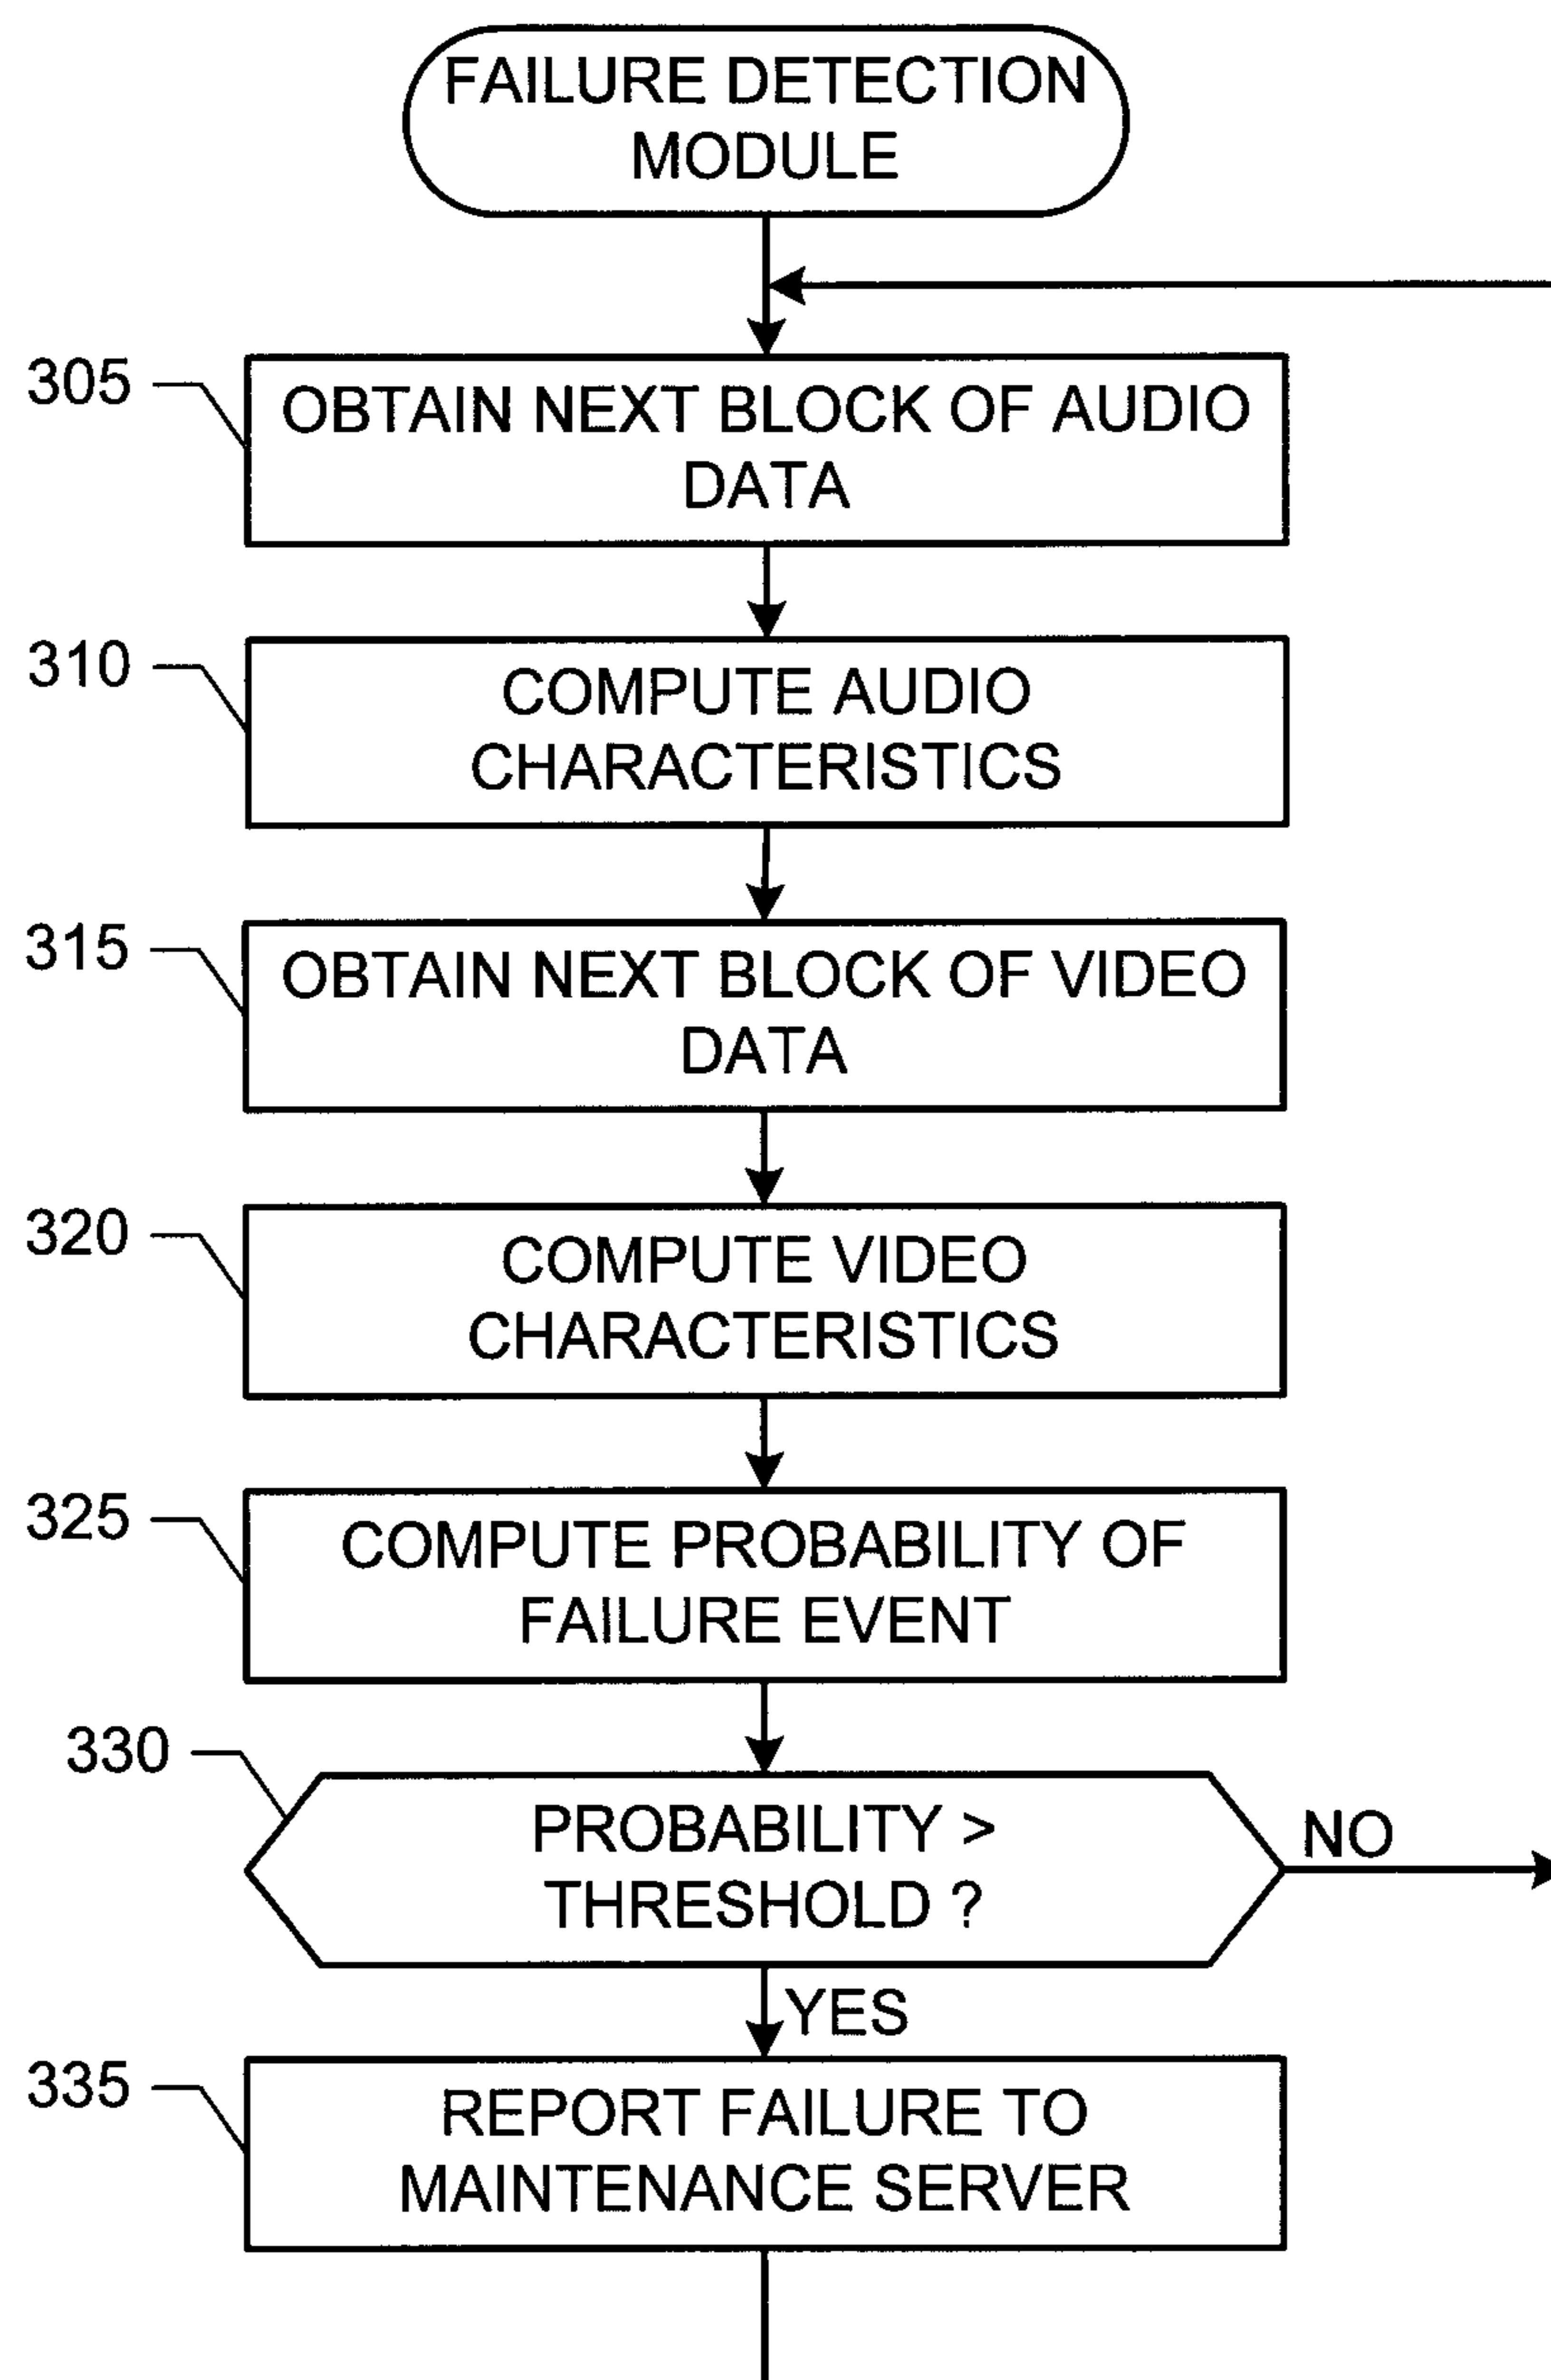 FAILURE DETECTION
MODULE
305
OBTAIN NEXT BLOCK OF AUDIO
DATA
310
COMPUTE AUDIO
CHARACTERISTICS
315
OBTAIN NEXT BLOCK OF VIDEO
DATA
320
COMPUTE VIDEO
CHARACTERISTICS
325
COMPUTE PROBABILITY OF
FAILURE EVENT
330
PROBABILITY >
THRESHOLD ?
NO
YES
335
REPORT FAILURE TO
MAINTENANCE SERVER